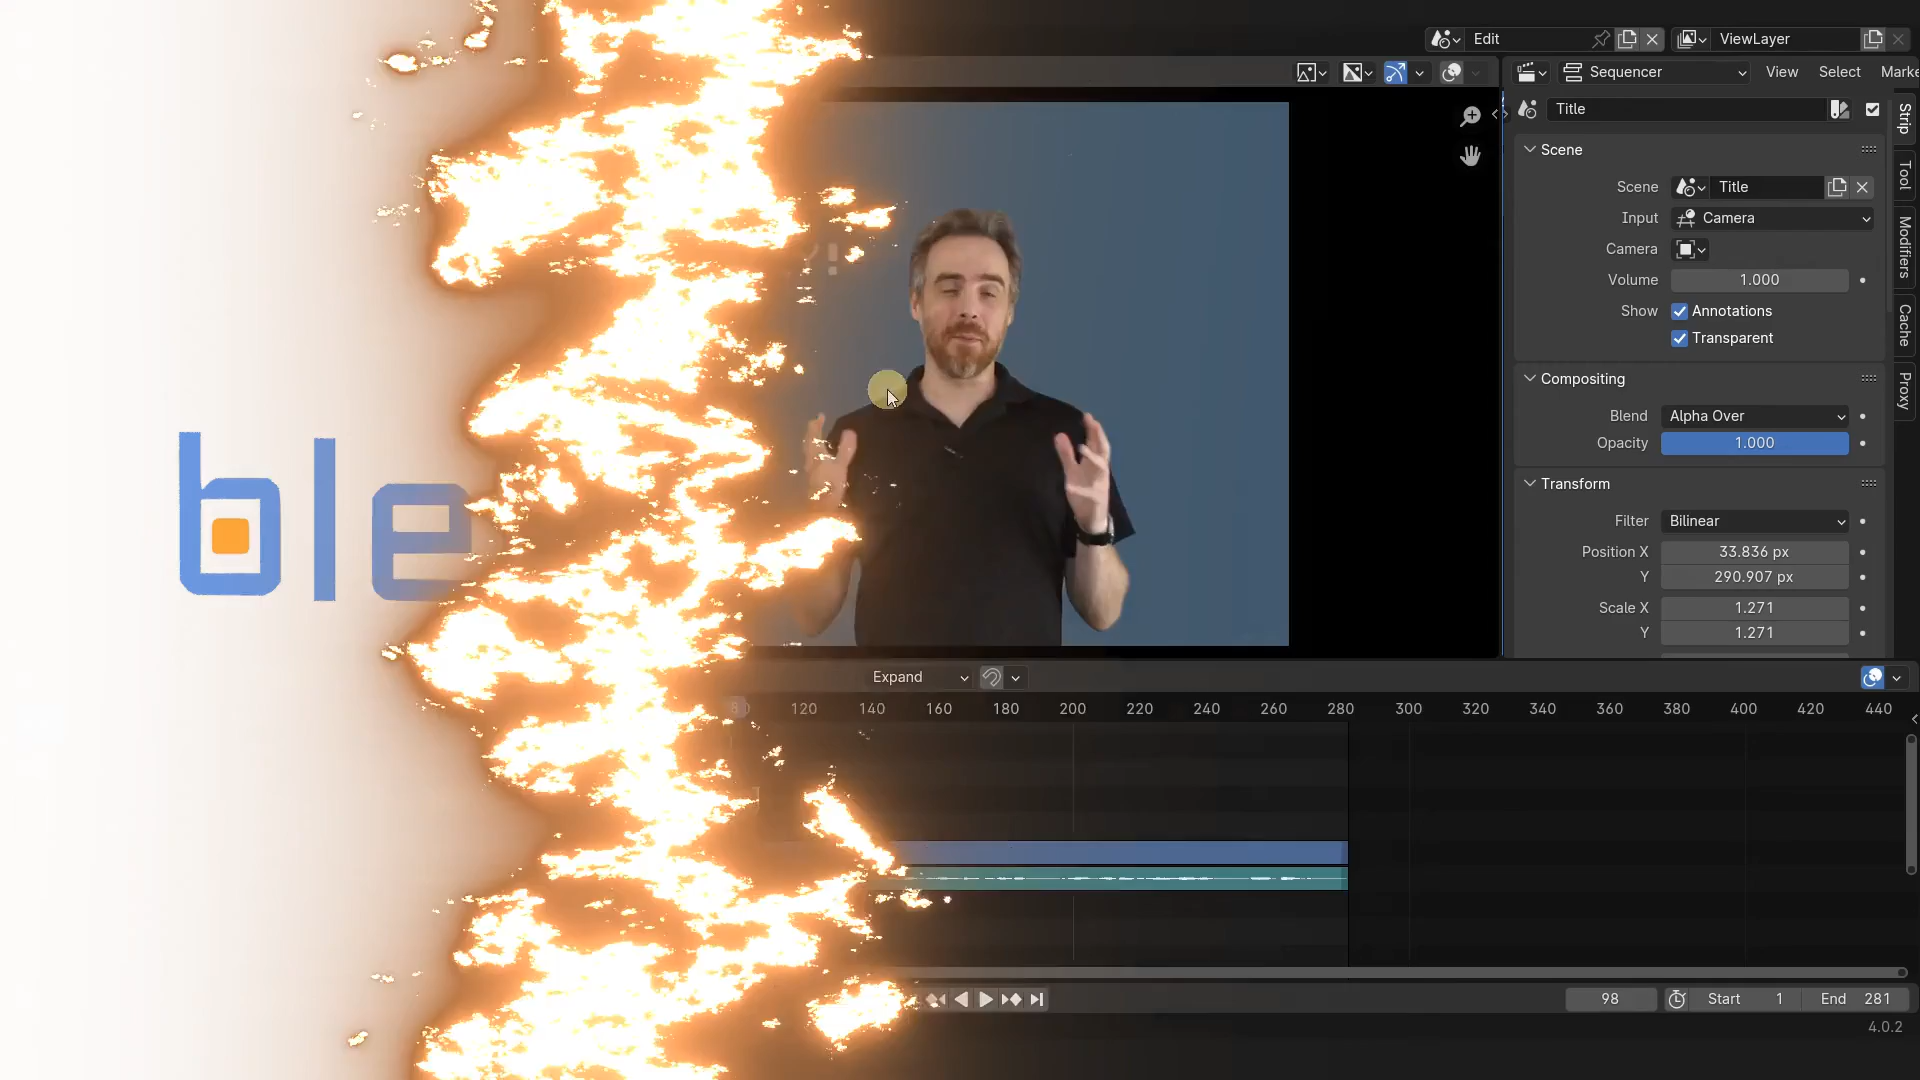 Edit
ViewLayer
Sequencer
View
Select
Marke
Title
Strip
Tool
Modifiers
Cache
Proxy
Scene
Scene
Title
Input
Camera
Camera
Volume
1.000
Show
Annotations
Transparent
Compositing
Blend
Alpha Over
Opacity
1.000
Transform
Filter
Bilinear
Position X
33.836 px
Y
290.907 px
Scale X
1.271
Y
1.271
ble
Expand
120 140 160 180 200 220 240 260 280 300 320 340 360 380 400 420 440
98
Start 1
End 281
4.0.2